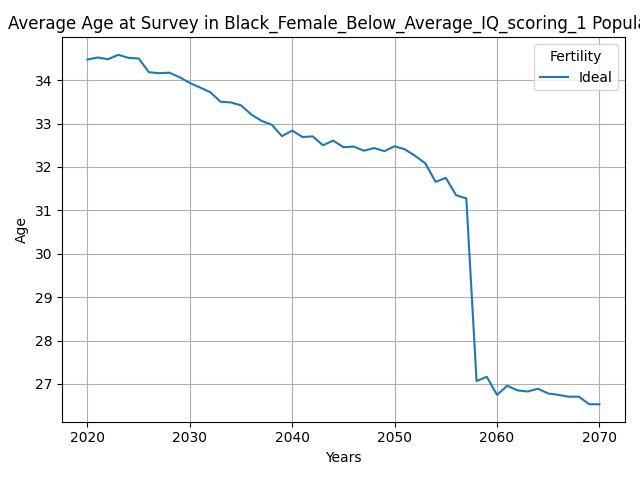 Average Age at Survey in Black_Female_Below_Average_IQ_scoring_1 Popula
Fertility
Ideal
Age
34
33
32
31
30
29
28
27
2020 2030 2040 2050 2060 2070
Years